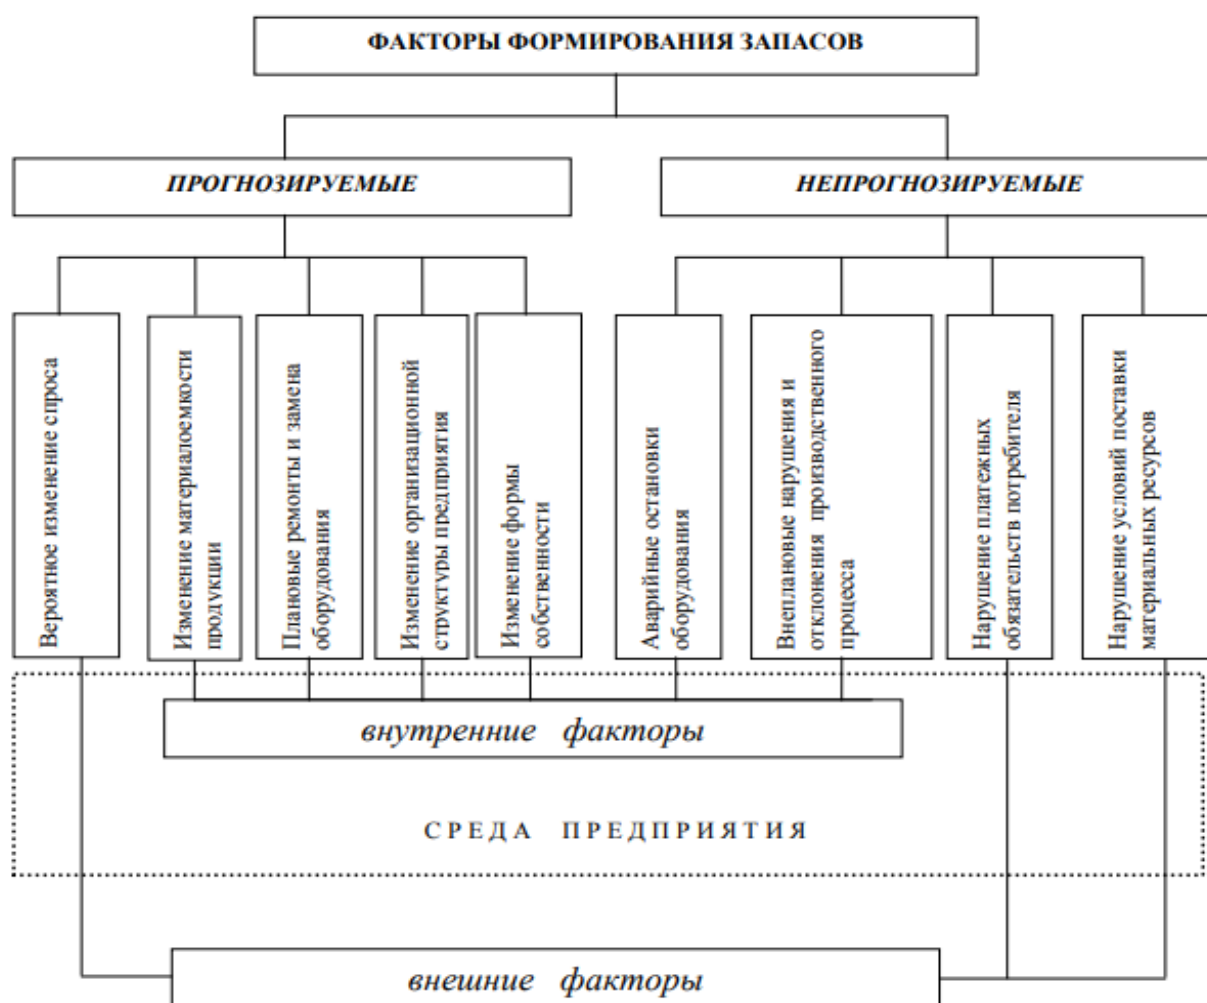 ФАКТОРЫ ФОРМИРОВАНИЯ ЗАПАСОВ
ПРОГНОЗИРУЕМЫЕ
НЕПРОГНОЗИРУЕМЫЕ
Вероятное изменение спроса
Изменение материалоемкости
продукции
Плановые ремонты и замена
оборудования
Изменение организационной
структуры предприятия
Изменение формы
собственности
Аварийные остановки
оборудования
Внеплановые нарушения и
отклонения производственного
процесса
Нарушение платежных
обязательств потребителя
Нарушение условий поставки
материальных ресурсов
внутренние факторы
СРЕДА ПРЕДПРИЯТИЯ
внешние факторы